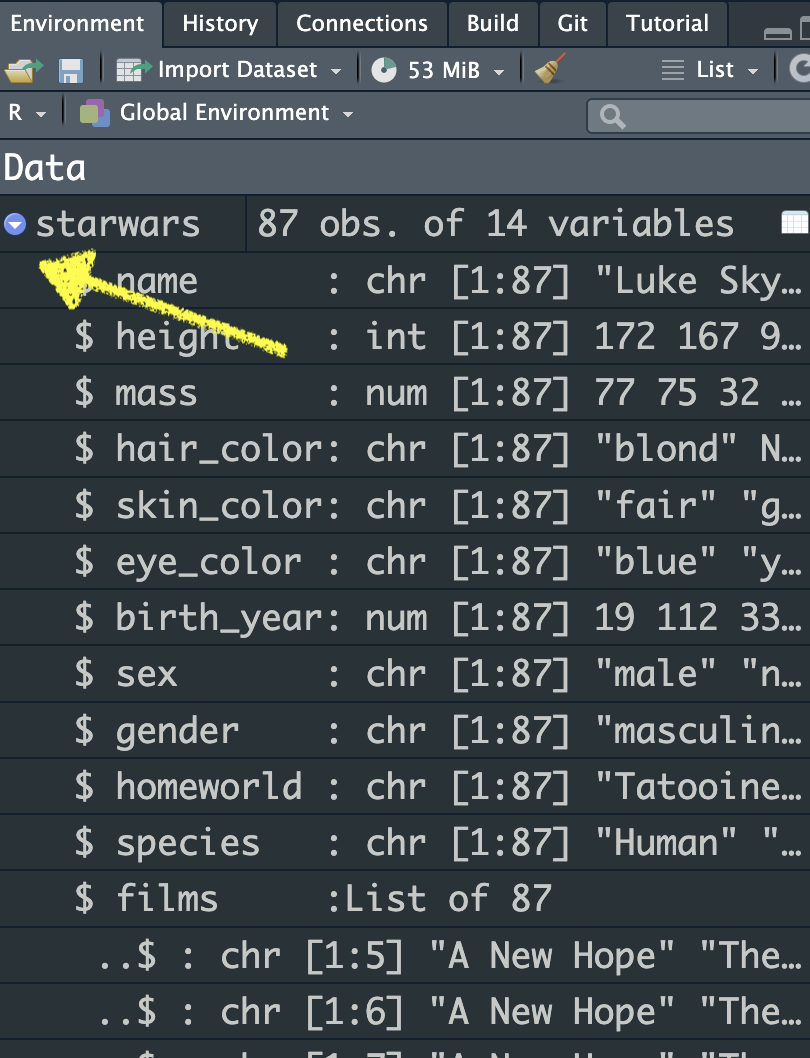 Environment History Connections Build Git Tutorial
Import Dataset 53 MiB List
R Global Environment
Data
starwars 87 obs. of 14 variables
$ name : chr [1:87] "Luke Sky…
$ height : int [1:87] 172 167 9…
$ mass : num [1:87] 77 75 32 …
$ hair_color: chr [1:87] "blond" N…
$ skin_color: chr [1:87] "fair" "g…
$ eye_color : chr [1:87] "blue" "y…
$ birth_year: num [1:87] 19 112 33…
$ sex : chr [1:87] "male" "n…
$ gender : chr [1:87] "masculin…
$ homeworld : chr [1:87] "Tatooine…
$ species : chr [1:87] "Human" "…
$ films :List of 87
..$ : chr [1:5] "A New Hope" "The…
..$ : chr [1:6] "A New Hope" "The…